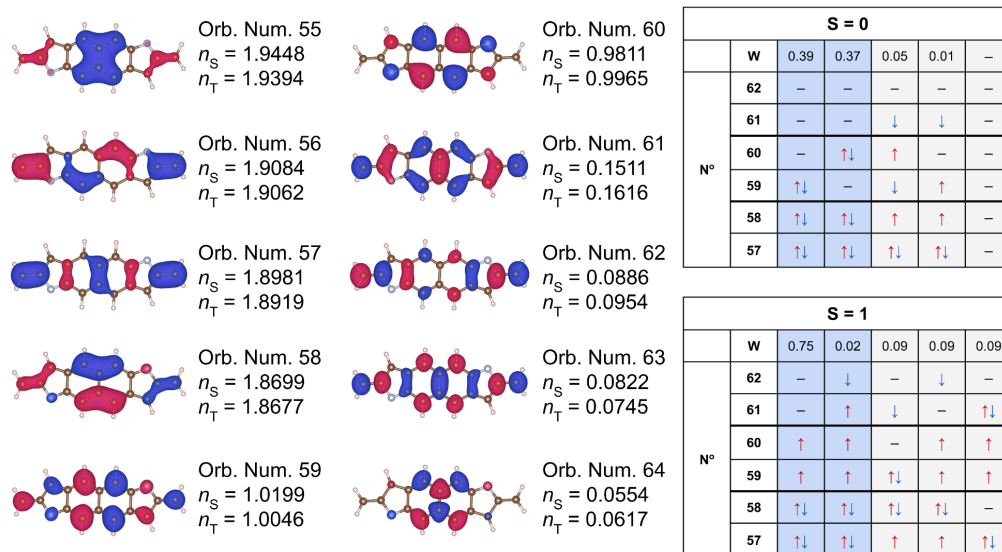 Orb. Num. 55
nS = 1.9448
nT = 1.9394
Orb. Num. 56
nS = 1.9084
nT = 1.9062
Orb. Num. 57
nS = 1.8981
nT = 1.8919
Orb. Num. 58
nS = 1.8699
nT = 1.8677
Orb. Num. 59
nS = 1.0199
nT = 1.0046
Orb. Num. 60
nS = 0.9811
nT = 0.9965
Orb. Num. 61
nS = 0.1511
nT = 0.1616
Orb. Num. 62
nS = 0.0886
nT = 0.0954
Orb. Num. 63
nS = 0.0822
nT = 0.0745
Orb. Num. 64
nS = 0.0554
nT = 0.0617
S = 0
W 0.39 0.37 0.05 0.01 –
Nº
62 – – – – –
61 – – ↓ ↓ –
60 – ↑↓ ↑ – –
59 ↑↓ – ↓ ↑ –
58 ↑↓ ↑↓ ↑ ↑ –
57 ↑↓ ↑↓ ↑↓ ↑↓ –
S = 1
W 0.75 0.02 0.09 0.09 0.09
Nº
62 – ↓ – ↓ –
61 – ↑ ↓ – ↑↓
60 ↑ ↑ – ↑ ↑
59 ↑ ↑ ↑↓ ↑ ↑
58 ↑↓ ↑↓ ↑↓ ↑↓ –
57 ↑↓ ↑↓ ↑ ↑ ↑↓